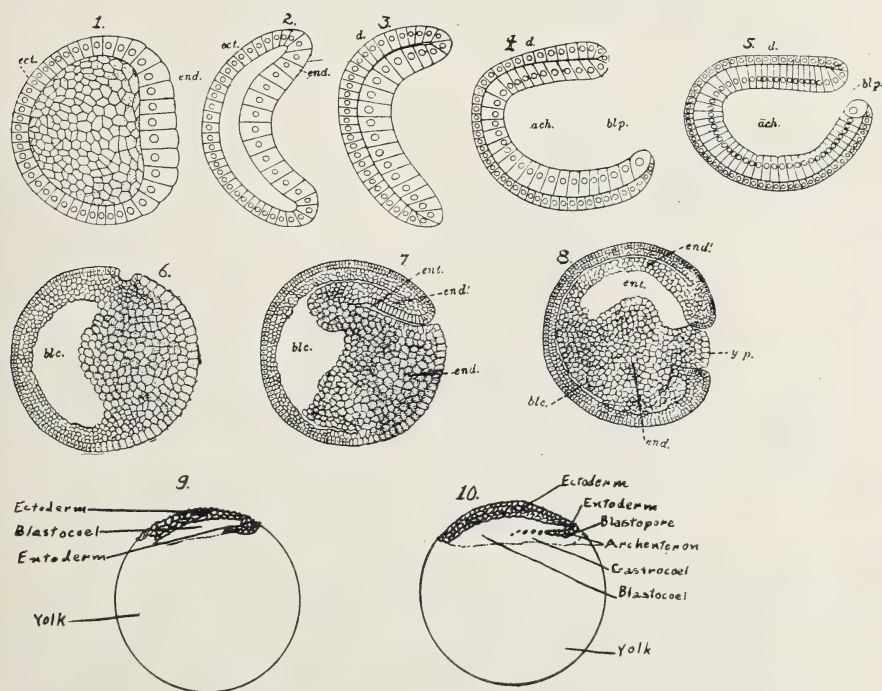 1.
ect.
end.
2.
ect.
end.
3.
d.
4 d.
ach.
blp.
5. d.
blp.
ach.
6.
blc.
7
ent.
end!
blc.
end.
8
end!
ent.
y p.
blc.
end.
9.
Ectoderm
Blastocoel
Entoderm
Yolk
10.
Ectoderm
Entoderm
Blastopore
Archenteron
Gastrocoel
Blastocoel
Yolk